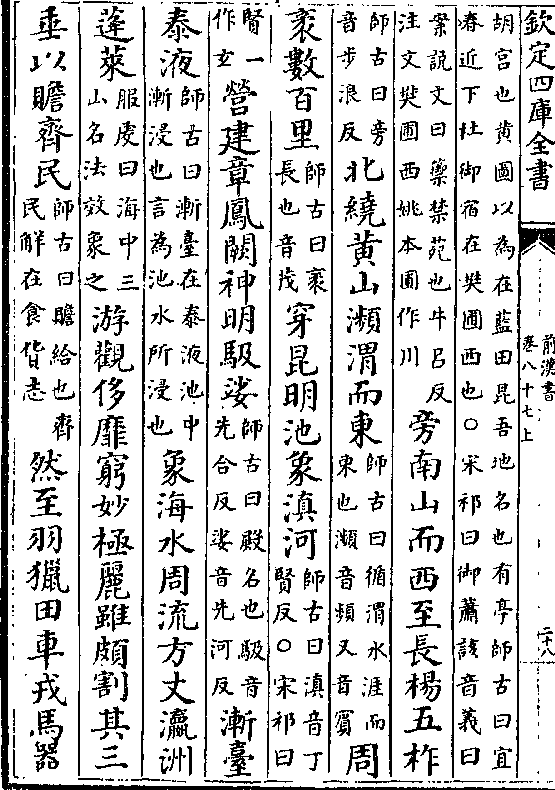 欽定四庫全書
前漢書
卷八十七上
二十八
胡宫也黄圖以為在藍田昆吾地名也有亭師古曰宜
春近下杜御宿在樊圃西也○宋祁曰御蕭該音義曰
案說文曰籞禁苑也牛吕反注文樊圃西姚本圃作川旁南山而西至長楊五柞
師古曰旁音步浪反北繞黄山瀕渭而東師古曰循渭水涯而東也瀕音頻又音賓周
袤數百里師古曰袤長也音茂穿昆明池象滇河師古曰滇音丁賢反○宋祁曰
賢一作玄營建章鳳闕神明馺娑師古曰殿名也馺音先合反娑音先河反漸臺
泰液師古曰漸臺在泰液池中漸浸也言為池水所浸也象海水周流方丈瀛洲
蓬萊服虔曰海中三山名法效象之游觀侈靡窮妙極麗雖頗割其三
垂以贍齊民師古曰贍給也齊民解在食貨志然至羽獵田車戎馬器